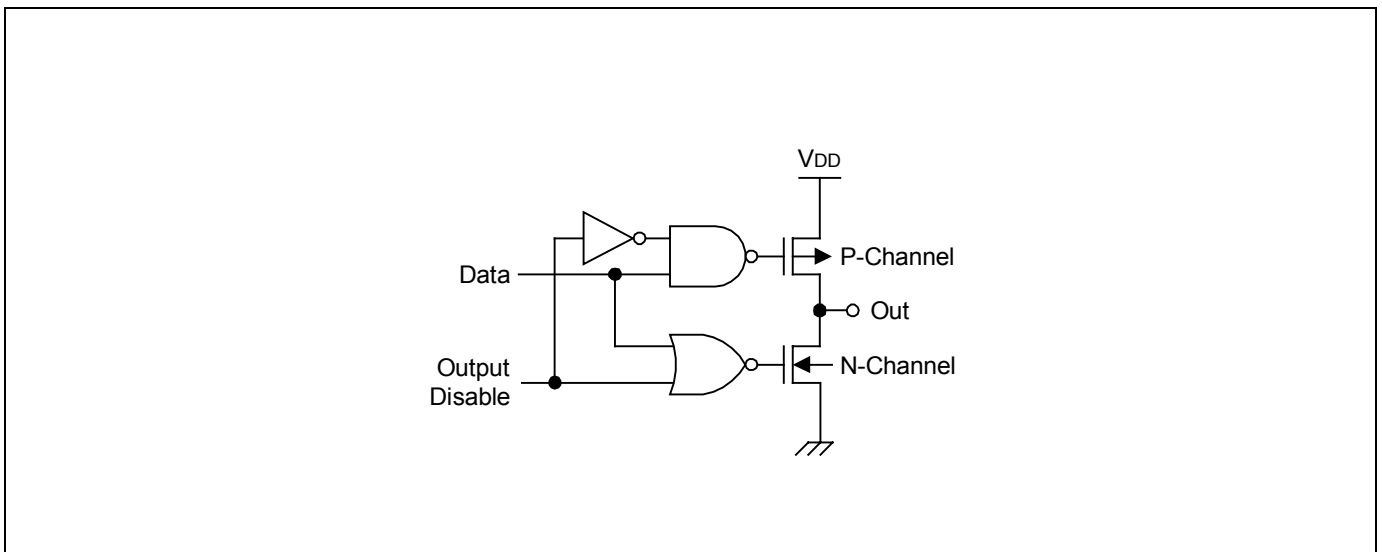 VDD
P-Channel
Data
Out
Output
Disable
N-Channel